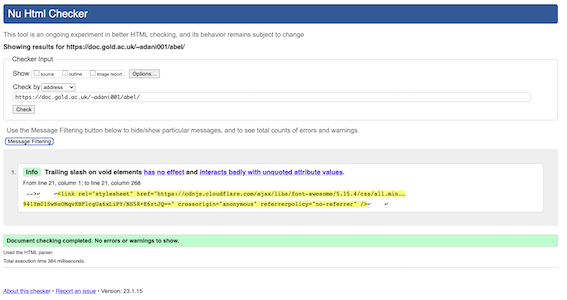 Nu Html Checker
This tool is an ongoing experiment in better HTML checking, and its behavior remains subject to change
Showing results for https://doc.gold.ac.uk/~adani001/abel/
Checker Input
Show source outline image report Options...
Check by address
https://doc.gold.ac.uk/~adani001/abel/
Check
Use the Message Filtering button below to hide/show particular messages, and to see total counts of errors and warnings.
Message Filtering
1. Info Trailing slash on void elements has no effect and interacts badly with unquoted attribute values.
From line 21, column 1; to line 21, column 268
-->↩ ↩<link rel="stylesheet" href="https://cdnjs.cloudflare.com/ajax/libs/font-awesome/5.15.4/css/all.min...
crossorigin="anonymous" referrerpolicy="no-referrer" />↩ ↩
Document checking completed. No errors or warnings to show.
Used the HTML parser.
Total execution time 384 milliseconds.
About this checker • Report an issue • Version: 23.1.15